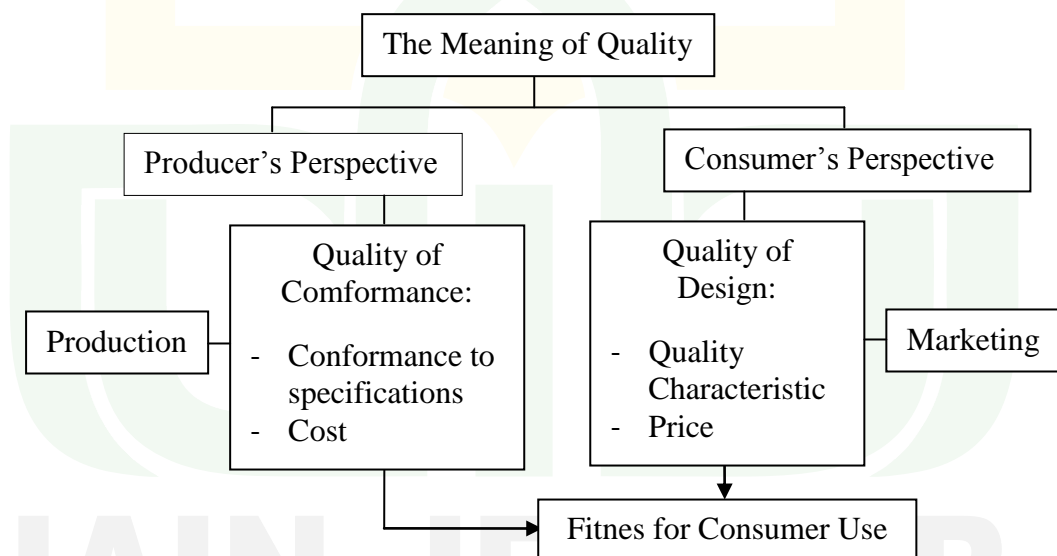 The Meaning of Quality
Producer's Perspective
Consumer's Perspective
Quality of
Comformance:
- Conformance to
specifications
- Cost
Production
Quality of
Design:
- Quality
Characteristic
- Price
Marketing
Fitnes for Consumer Use